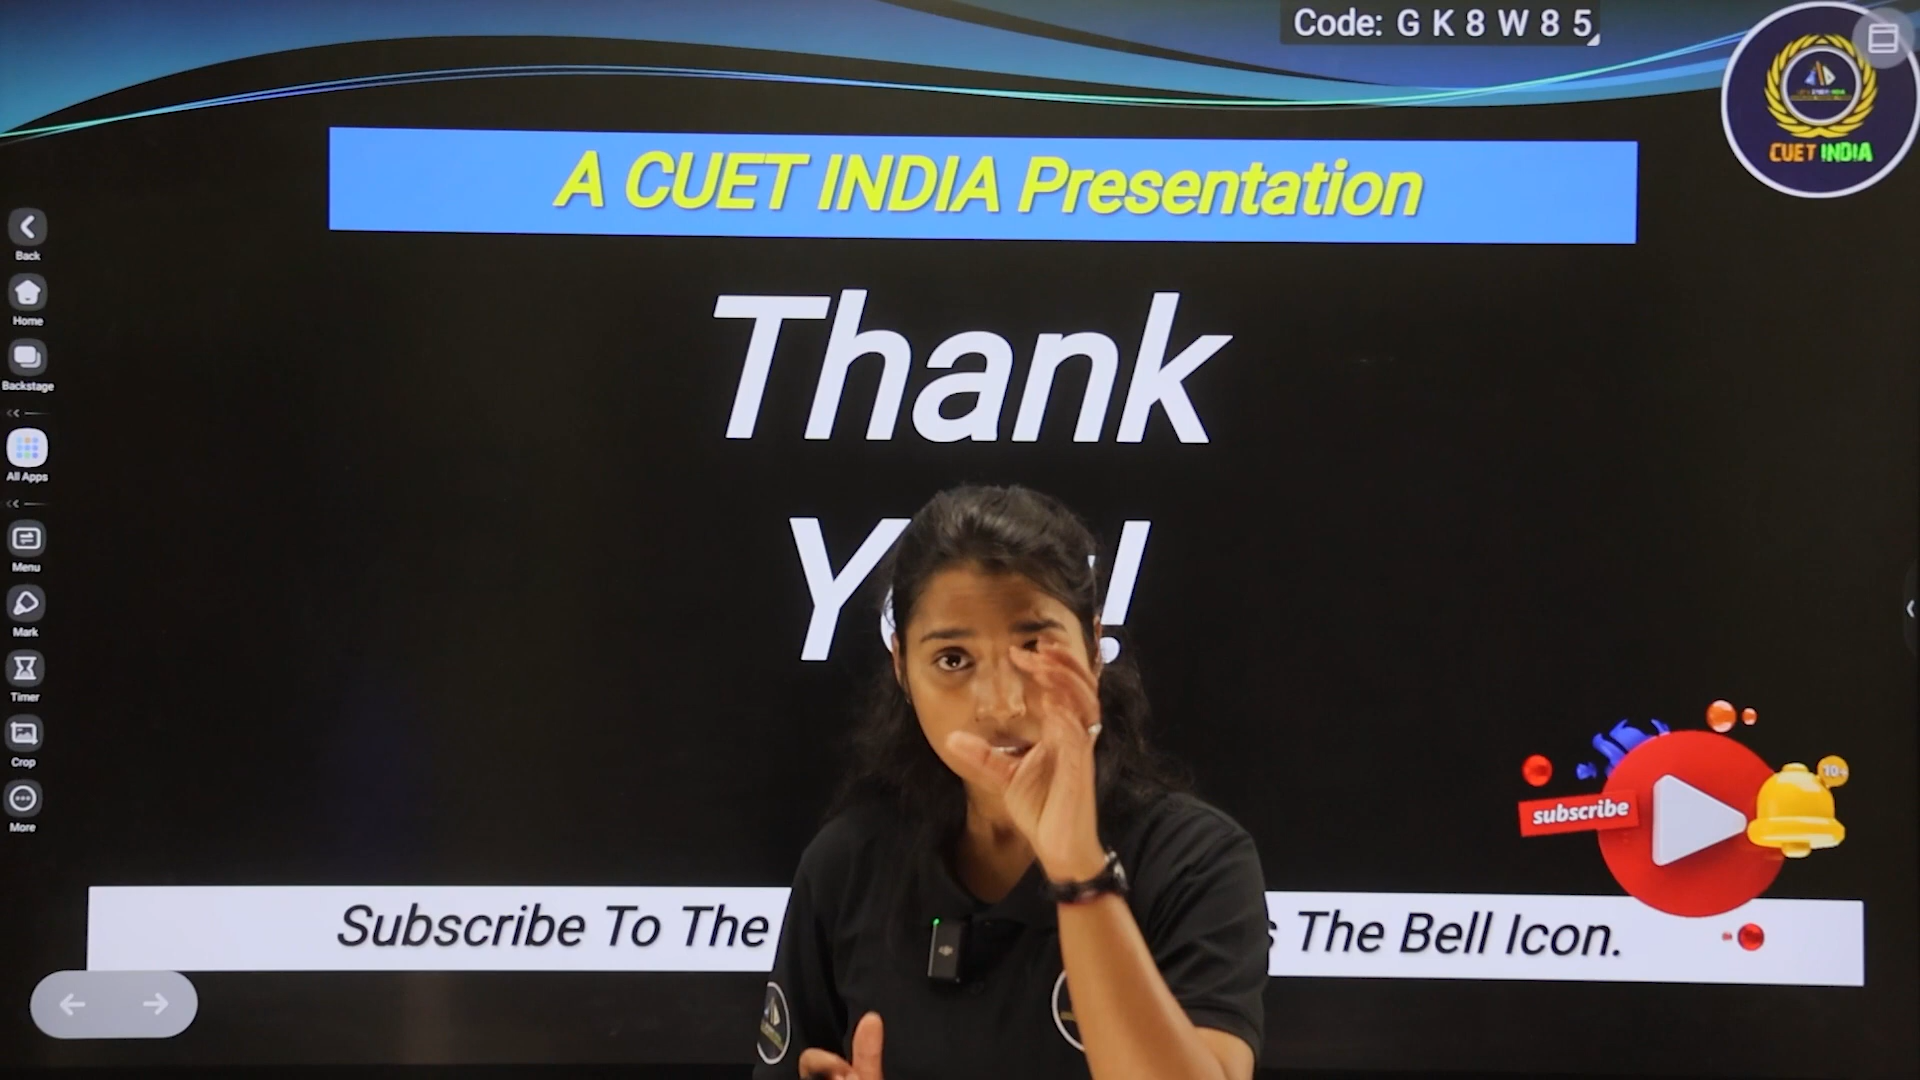 Code: G K 8 W 8 5
CUET INDIA
A CUET INDIA Presentation
Thank
Back
Home
Backstage
All Apps
Menu
Mark
Timer
Crop
More
10+
subscribe
Subscribe To The
The Bell Icon.